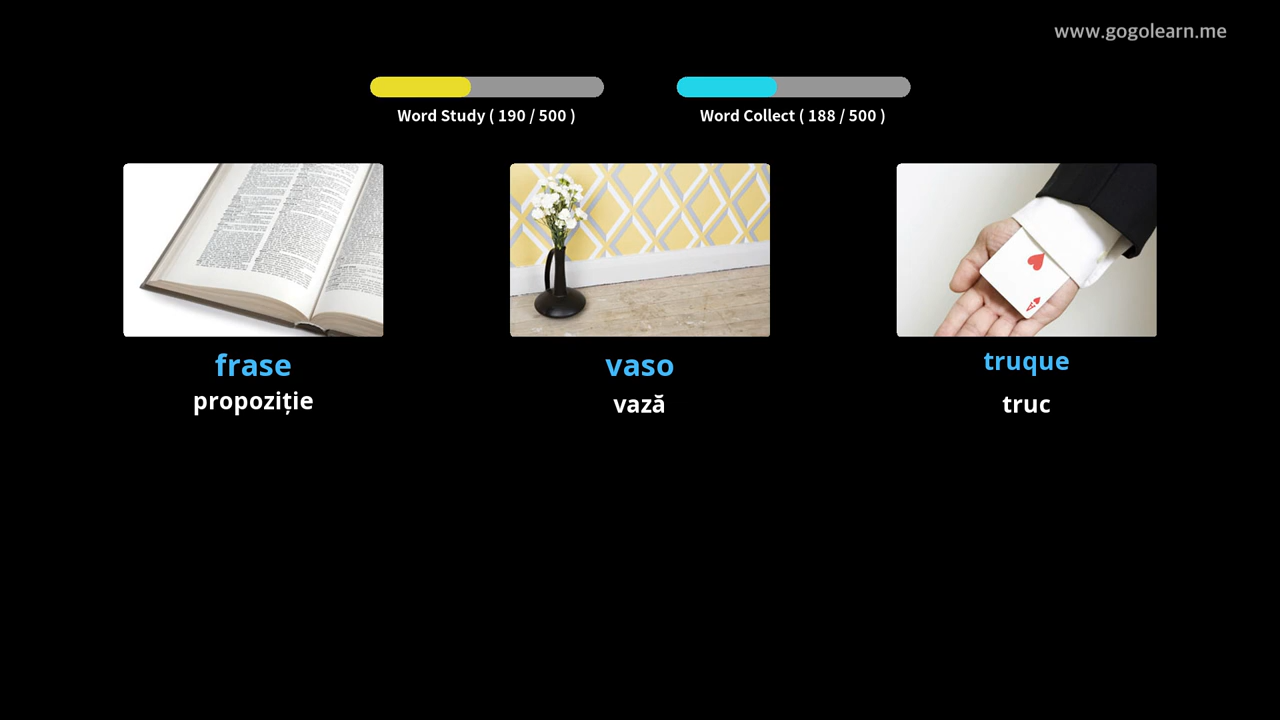 www.gogolearn.me
Word Study ( 190 / 500 )
Word Collect ( 188 / 500 )
frase
propoziție
vaso
vază
truque
truc